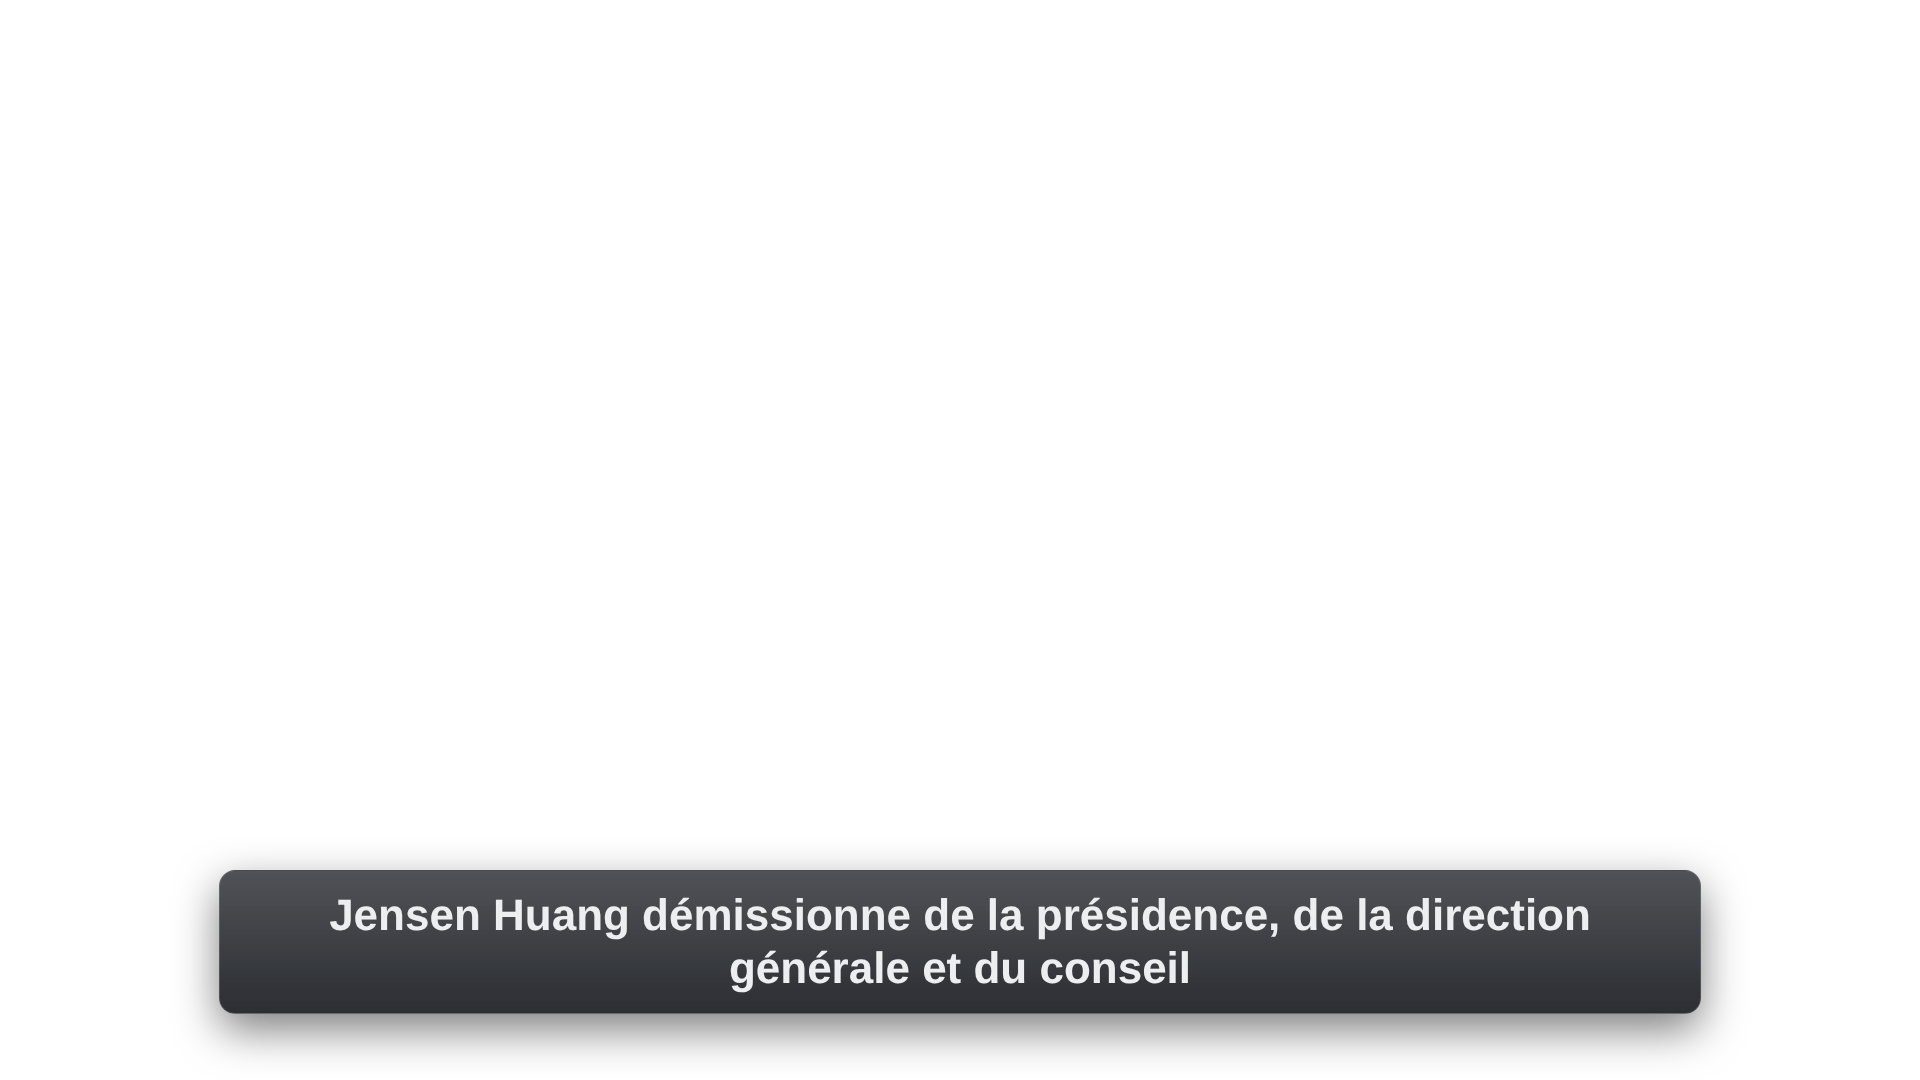 Jensen Huang démissionne de la présidence, de la direction
générale et du conseil